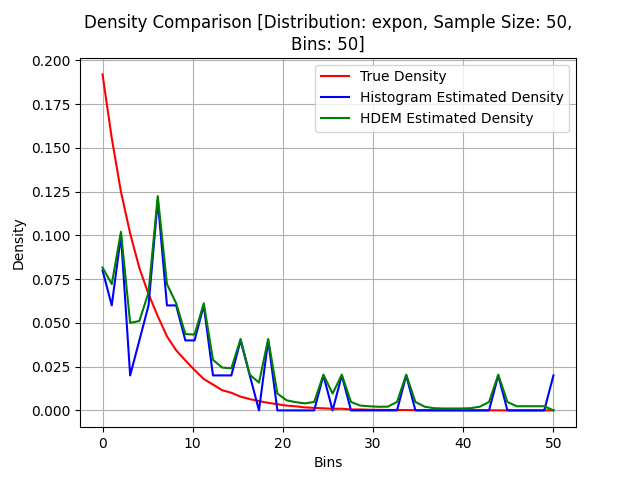 Density Comparison [Distribution: expon, Sample Size: 50,
Bins: 50]
True Density
Histogram Estimated Density
HDEM Estimated Density
Density
0.200
0.175
0.150
0.125
0.100
0.075
0.050
0.025
0.000
0 10 20 30 40 50
Bins